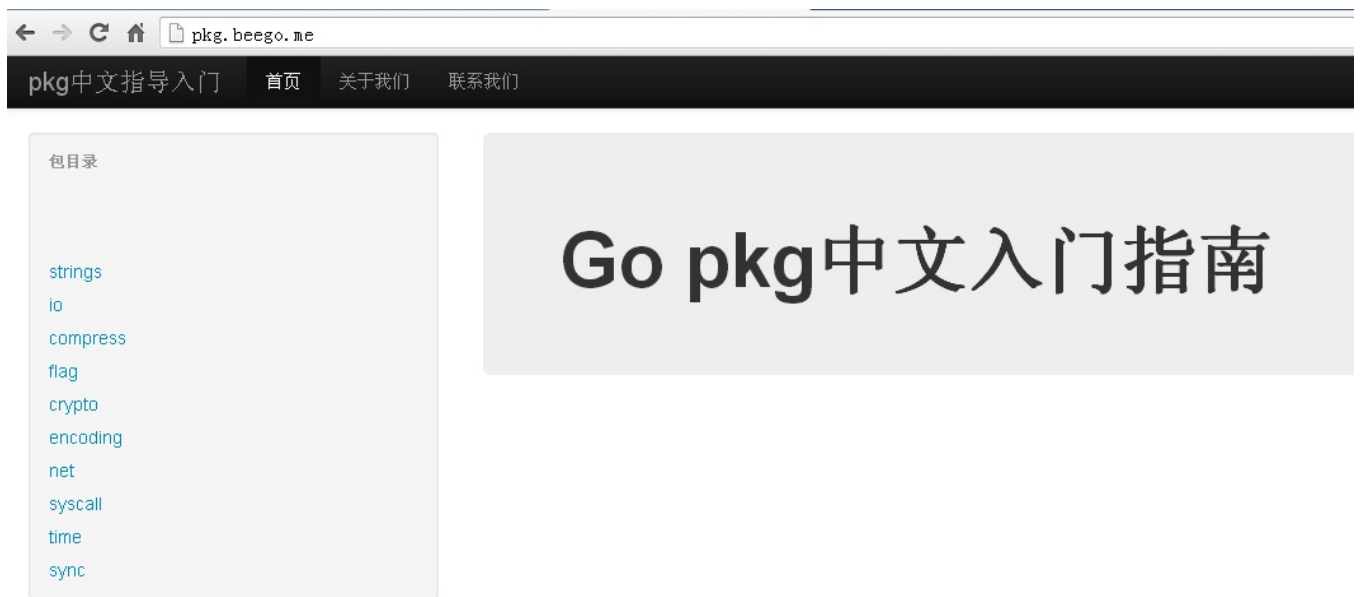 pkg.beego.me
pkg中文指导入门 首页 关于我们 联系我们
包目录
strings
io
compress
flag
crypto
encoding
net
syscall
time
sync
Go pkg中文入门指南